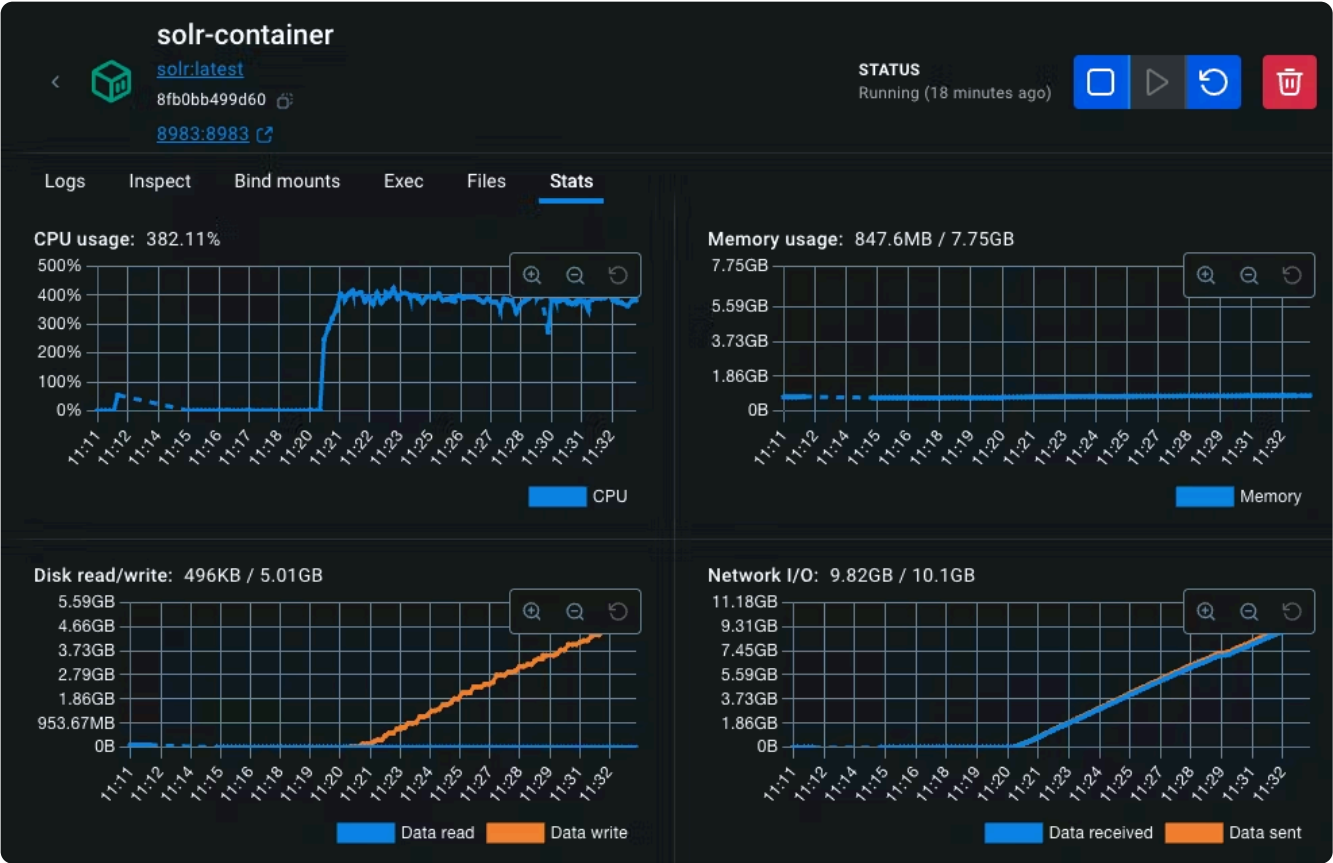 solr-container
solr:latest
8fb0bb499d60
8983:8983
STATUS
Running (18 minutes ago)
Logs Inspect Bind mounts Exec Files Stats
CPU usage: 382.11%
500%
400%
300%
200%
100%
0%
11:11 11:12 11:14 11:15 11:16 11:17 11:18 11:20 11:21 11:22 11:23 11:25 11:26 11:27 11:28 11:30 11:31 11:32
CPU
Memory usage: 847.6MB / 7.75GB
7.75GB
5.59GB
3.73GB
1.86GB
0B
11:11 11:12 11:14 11:15 11:16 11:18 11:19 11:20 11:21 11:23 11:24 11:25 11:27 11:28 11:29 11:31 11:32
Memory
Disk read/write: 496KB / 5.01GB
5.59GB
4.66GB
3.73GB
2.79GB
1.86GB
953.67MB
0B
11:11 11:12 11:14 11:15 11:16 11:18 11:19 11:20 11:21 11:23 11:24 11:25 11:27 11:28 11:29 11:31 11:32
Data read Data write
Network I/O: 9.82GB / 10.1GB
11.18GB
9.31GB
7.45GB
5.59GB
3.73GB
1.86GB
0B
11:11 11:12 11:14 11:15 11:16 11:18 11:19 11:20 11:21 11:23 11:24 11:25 11:27 11:28 11:29 11:31 11:32
Data received Data sent